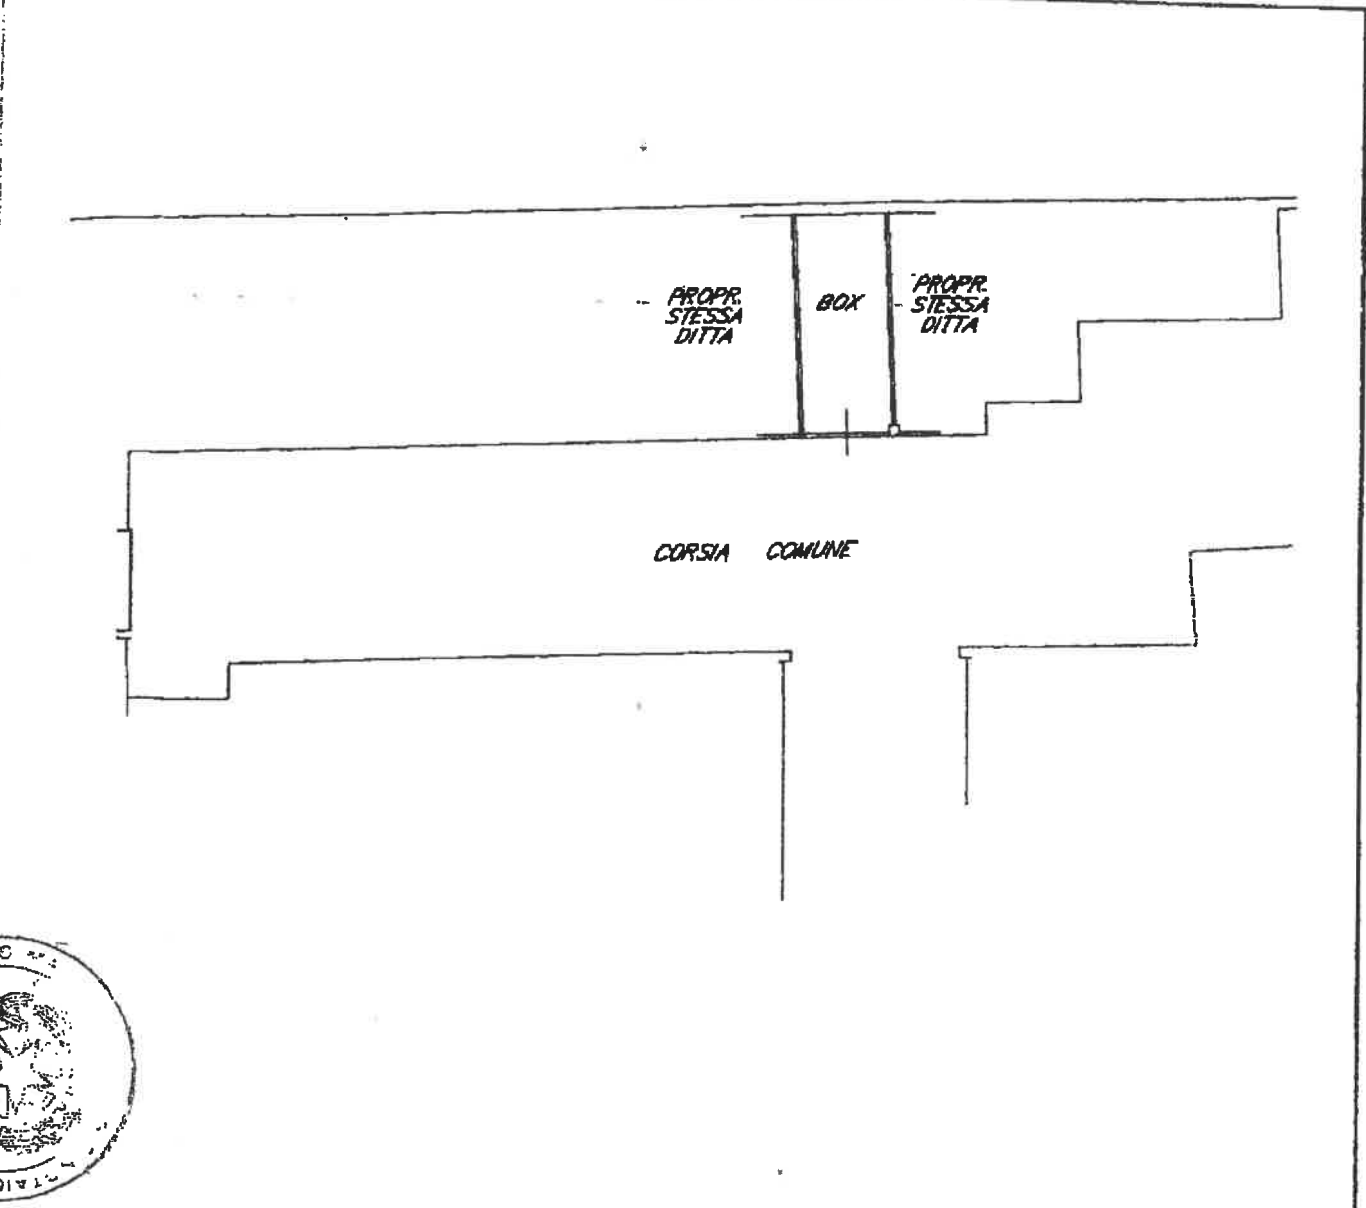 PROPR.
STESSA
DITTA
BOX
PROPR.
STESSA
DITTA
CORSIA COMUNE